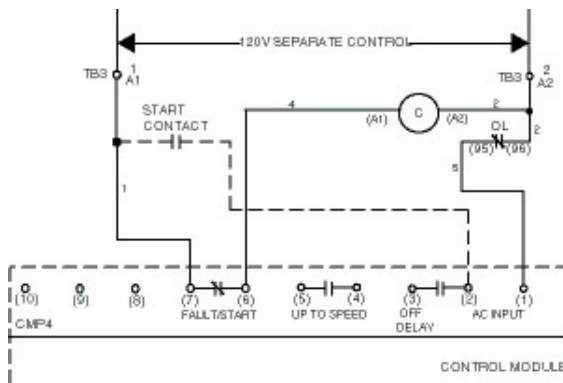 120V SEPARATE CONTROL
TB3 1 A1
TB3 2 A2
START CONTACT
4
(A1) C (A2) 2
OL
2
(95) (96)
5
1
(10) (9) (8) (7) (6) (5) (4) (3) (2) (1)
CMP4
FAULT/START
UP TO SPEED
OFF DELAY
AC INPUT
CONTROL MODULE